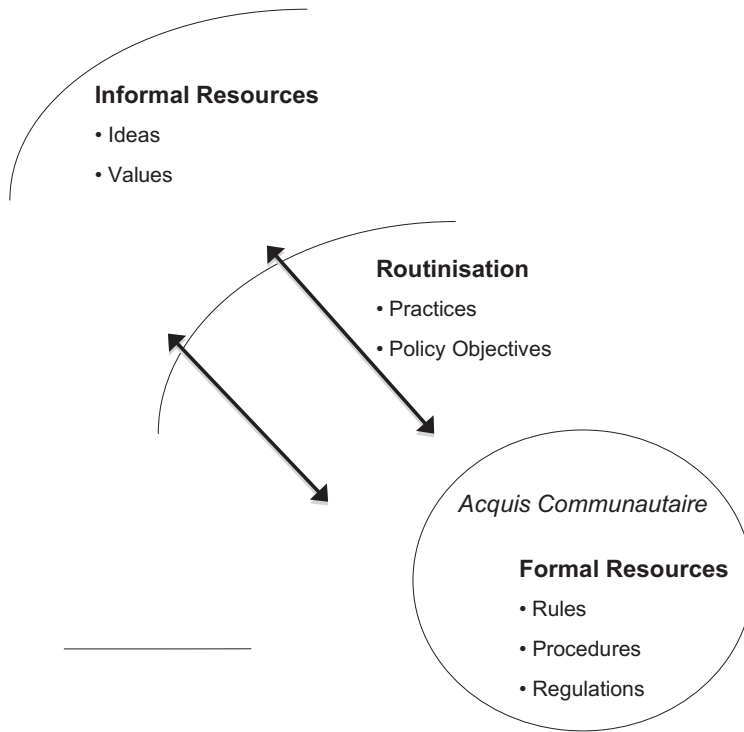 Informal Resources
• Ideas
• Values
Routinisation
• Practices
• Policy Objectives
Acquis Communautaire
Formal Resources
• Rules
• Procedures
• Regulations